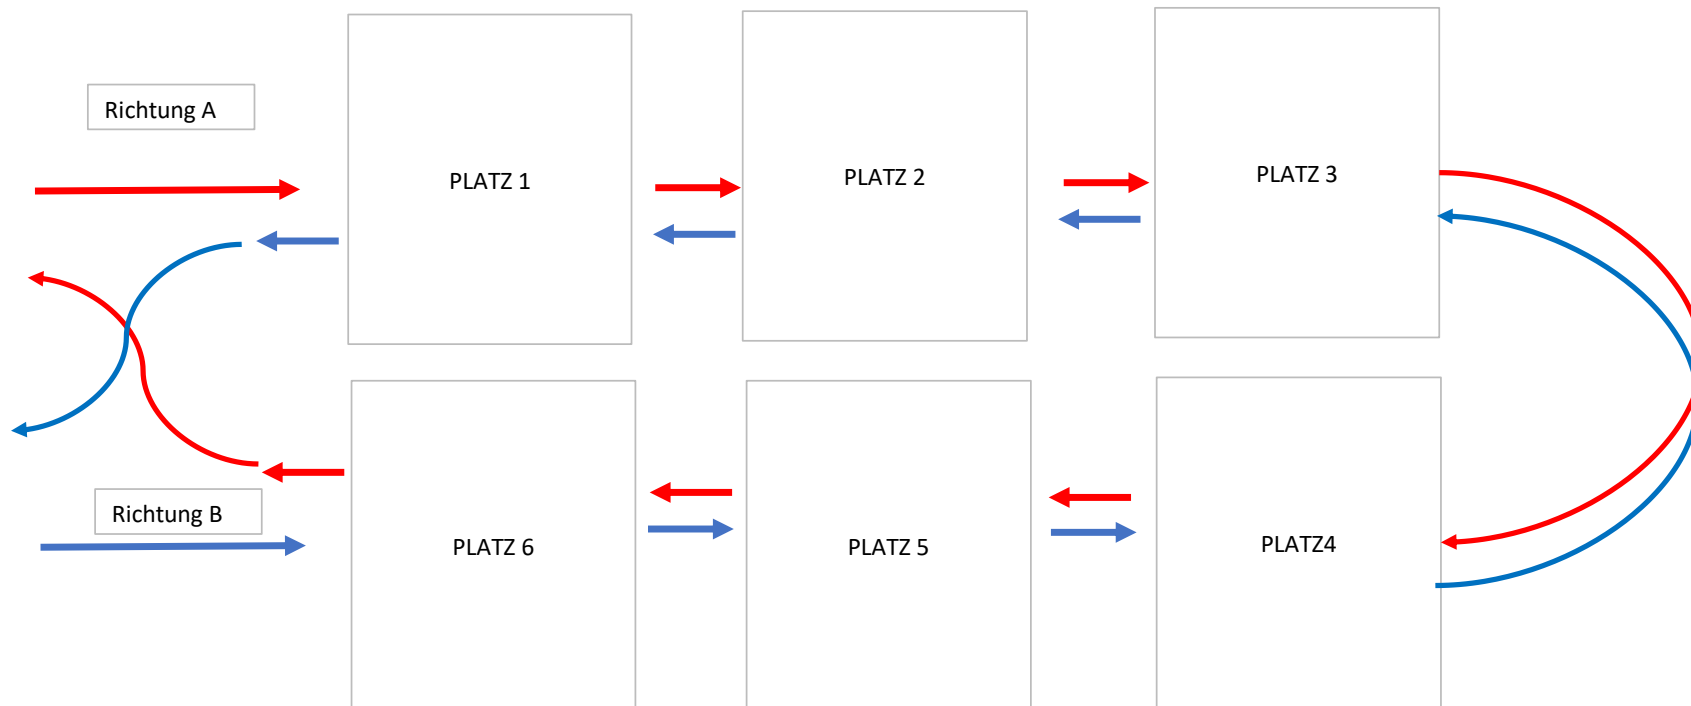 Richtung A
PLATZ 1
PLATZ 2
PLATZ 3
Richtung B
PLATZ 6
PLATZ 5
PLATZ4